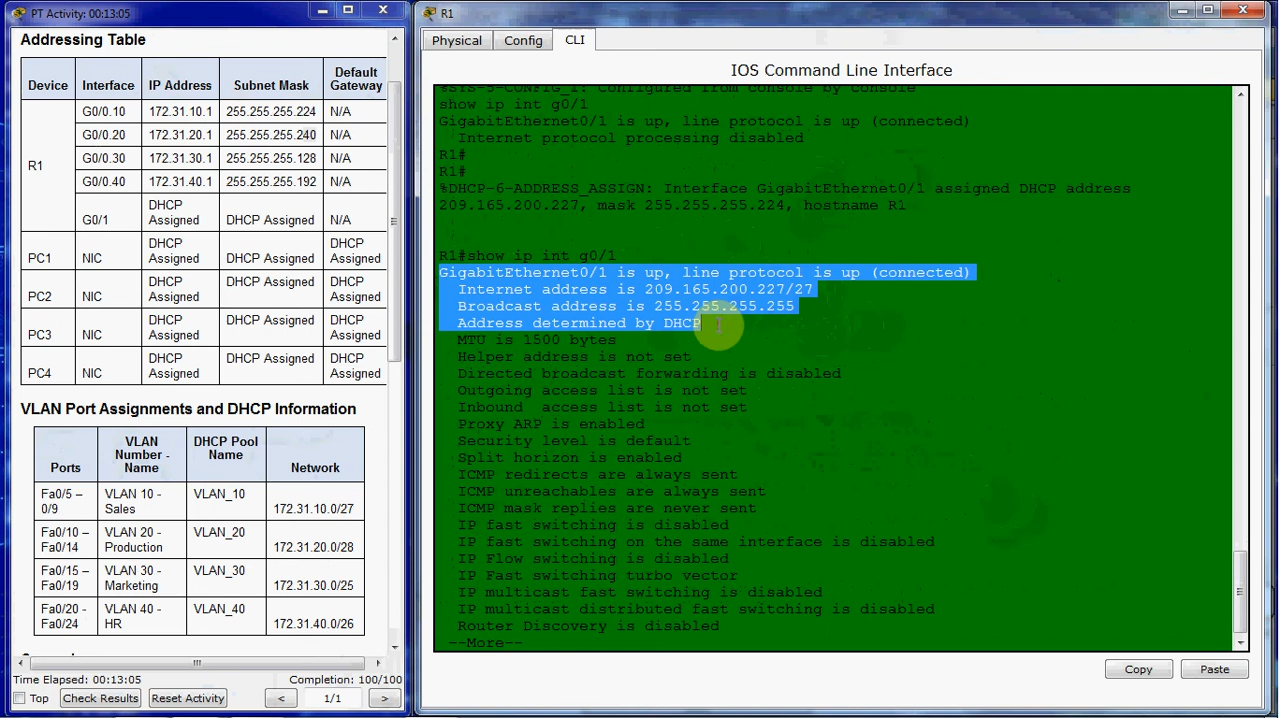 PT Activity: 00:13:05
Addressing Table
Device Interface IP Address Subnet Mask Default Gateway
R1
G0/0.10 172.31.10.1 255.255.255.224 N/A
G0/0.20 172.31.20.1 255.255.255.240 N/A
G0/0.30 172.31.30.1 255.255.255.128 N/A
G0/0.40 172.31.40.1 255.255.255.192 N/A
G0/1 DHCP Assigned DHCP Assigned N/A
PC1 NIC DHCP Assigned DHCP Assigned DHCP Assigned
PC2 NIC DHCP Assigned DHCP Assigned DHCP Assigned
PC3 NIC DHCP Assigned DHCP Assigned DHCP Assigned
PC4 NIC DHCP Assigned DHCP Assigned DHCP Assigned
VLAN Port Assignments and DHCP Information
Ports VLAN Number - Name DHCP Pool Name Network
Fa0/5 – 0/9 VLAN 10 - Sales VLAN_10 172.31.10.0/27
Fa0/10 – Fa0/14 VLAN 20 - Production VLAN_20 172.31.20.0/28
Fa0/15 – Fa0/19 VLAN 30 - Marketing VLAN_30 172.31.30.0/25
Fa0/20 - Fa0/24 VLAN 40 - HR VLAN_40 172.31.40.0/26
Time Elapsed: 00:13:05 Completion: 100/100
Top Check Results Reset Activity < 1/1 >
R1
Physical Config CLI
IOS Command Line Interface
%SYS-5-CONFIG_I: Configured from console by console
show ip int g0/1
GigabitEthernet0/1 is up, line protocol is up (connected)
Internet protocol processing disabled
R1#
R1#
%DHCP-6-ADDRESS_ASSIGN: Interface GigabitEthernet0/1 assigned DHCP address
209.165.200.227, mask 255.255.255.224, hostname R1
R1#show ip int g0/1
GigabitEthernet0/1 is up, line protocol is up (connected)
Internet address is 209.165.200.227/27
Broadcast address is 255.255.255.255
Address determined by DHCP
MTU is 1500 bytes
Helper address is not set
Directed broadcast forwarding is disabled
Outgoing access list is not set
Inbound  access list is not set
Proxy ARP is enabled
Security level is default
Split horizon is enabled
ICMP redirects are always sent
ICMP unreachables are always sent
ICMP mask replies are never sent
IP fast switching is disabled
IP fast switching on the same interface is disabled
IP Flow switching is disabled
IP Fast switching turbo vector
IP multicast fast switching is disabled
IP multicast distributed fast switching is disabled
Router Discovery is disabled
--More--
Copy Paste